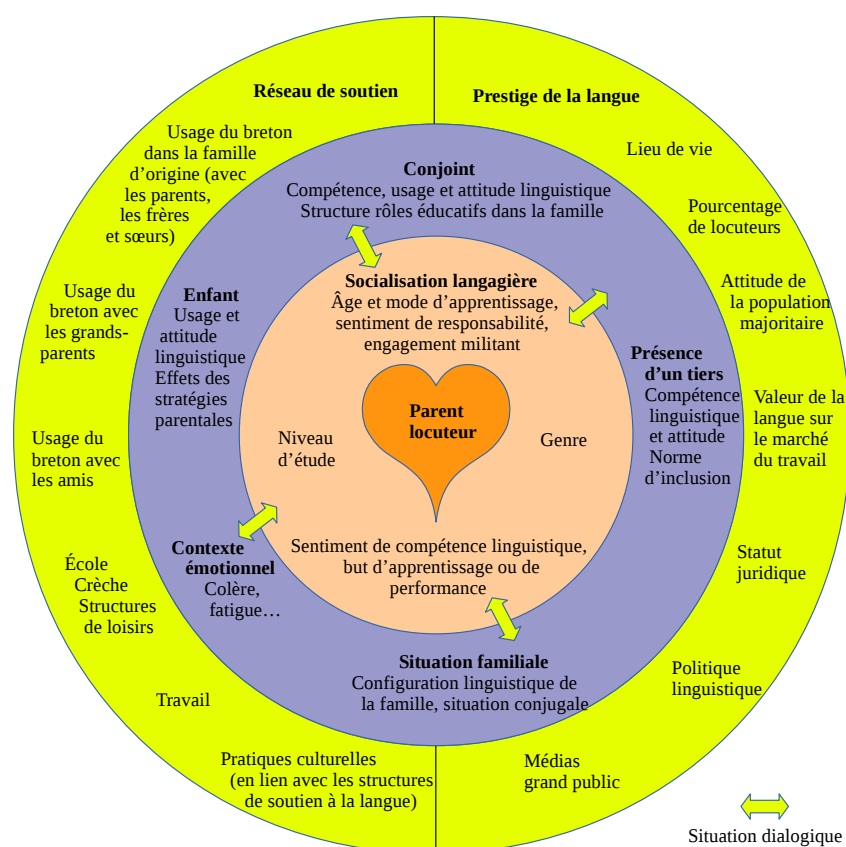 Réseau de soutien
Usage du breton
dans la famille
d’origine (avec
les parents,
les frères
et sœurs)
Usage du
breton avec
les grands-
parents
Usage du
breton avec
les amis
École
Crèche
Structures
de loisirs
Travail
Pratiques culturelles
(en lien avec les structures
de soutien à la langue)
Prestige de la langue
Lieu de vie
Pourcentage
de locuteurs
Attitude de
la population
majoritaire
Valeur de la
langue sur
le marché
du travail
Statut
juridique
Politique
linguistique
Médias
grand public
Conjoint
Compétence, usage et attitude linguistique
Structure rôles éducatifs dans la famille
Enfant
Usage et
attitude
linguistique
Effets des
stratégies
parentales
Présence
d’un tiers
Compétence
linguistique
et attitude
Norme
d’inclusion
Contexte
émotionnel
Colère,
fatigue…
Situation familiale
Configuration linguistique de
la famille, situation conjugale
Socialisation langagière
Âge et mode d’apprentissage,
sentiment de responsabilité,
engagement militant
Parent
locuteur
Niveau
d’étude
Genre
Sentiment de compétence linguistique,
but d’apprentissage ou de
performance
Situation dialogique